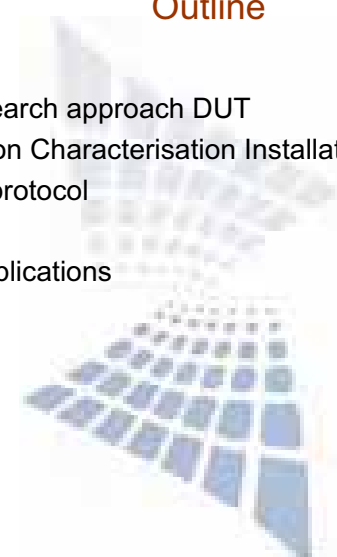 Outline
earch approach DUT
on Characterisation Installat
protocol
plications